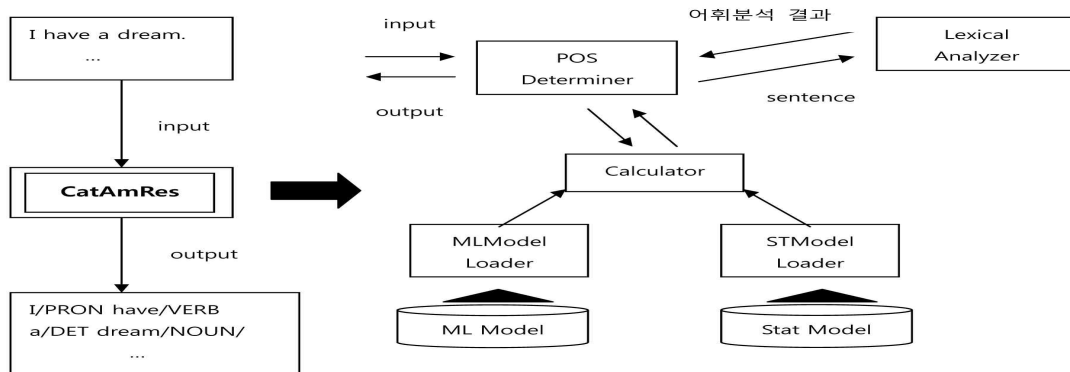 I have a dream.
...
input
CatAmRes
output
I/PRON have/VERB
a/DET dream/NOUN/
...
input
output
POS
Determiner
어휘분석 결과
sentence
Lexical
Analyzer
Calculator
MLModel
Loader
STModel
Loader
ML Model
Stat Model